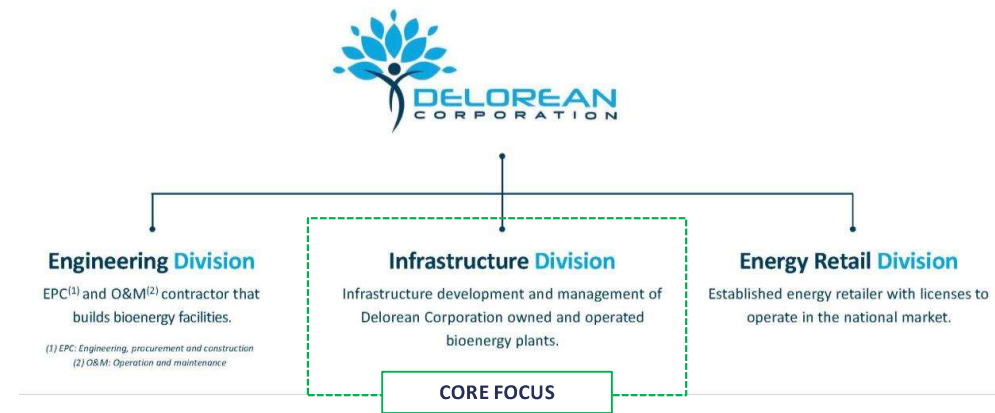 DELOREAN
CORPORATION
Engineering Division
EPC(1) and O&M(2) contractor that
builds bioenergy facilities.
(1) EPC: Engineering, procurement and construction
(2) O&M: Operation and maintenance
Infrastructure Division
Infrastructure development and management of
Delorean Corporation owned and operated
bioenergy plants.
CORE FOCUS
Energy Retail Division
Established energy retailer with licenses to
operate in the national market.